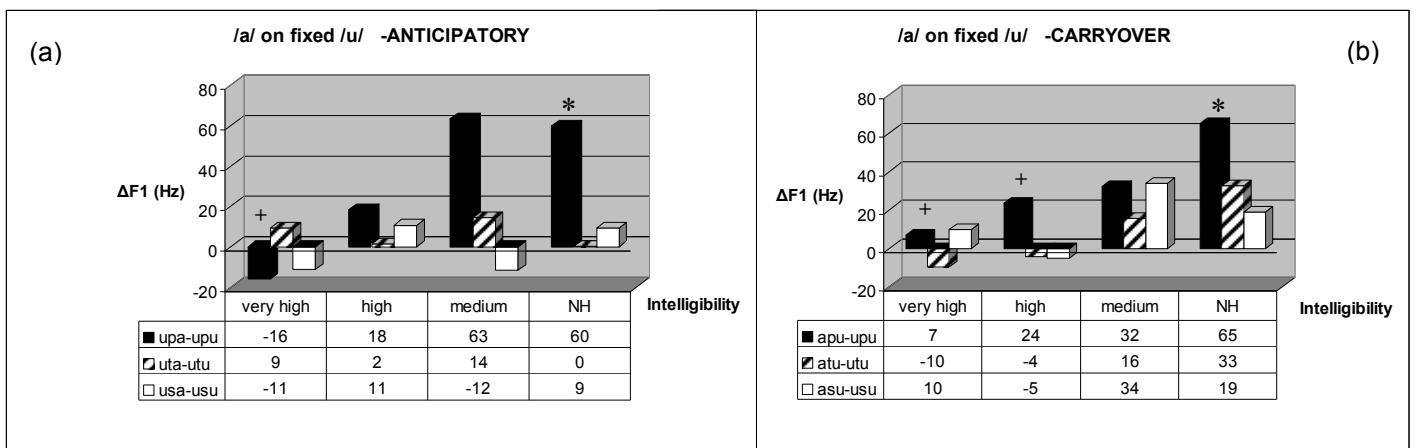 (a)
/a/ on fixed /u/ -ANTICIPATORY
80
60
40
20
0
-20
ΔF1 (Hz)
+
*
very high high medium NH
Intelligibility
upa-upu -16 18 63 60
uta-utu 9 2 14 0
usa-usu -11 11 -12 9
/a/ on fixed /u/ -CARRYOVER
(b)
80
60
40
20
0
-20
ΔF1 (Hz)
+
+
*
very high high medium NH
Intelligibility
apu-upu 7 24 32 65
atu-utu -10 -4 16 33
asu-usu 10 -5 34 19